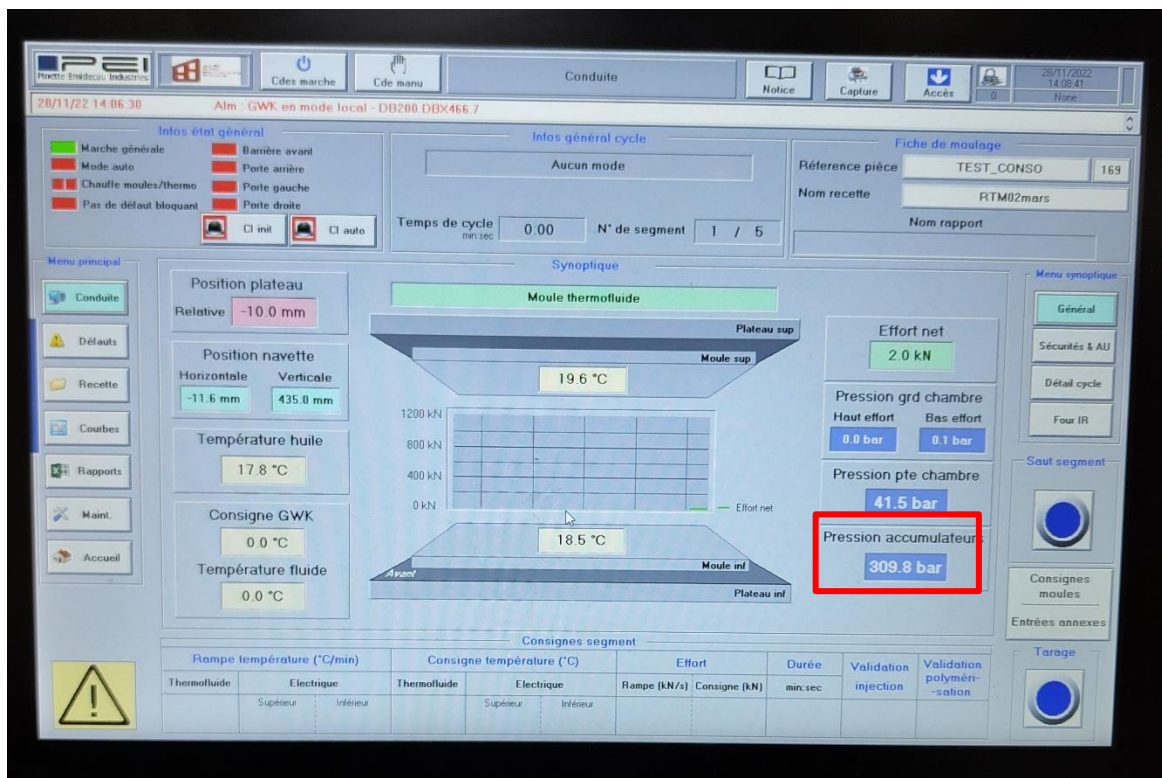 PEI
Pinette Emidecau Industries
Cdes marche
Cde manu
Conduite
Notice
Capture
Accès
0
28/11/2022
14:08:41
None
28/11/22 14:06:30 Alm : GWK en mode local - DB200.DBX466.7
Infos état général
Marche générale
Barrière avant
Mode auto
Porte arrière
Chauffe moules/thermo
Porte gauche
Pas de défaut bloquant
Porte droite
CI init
CI auto
Infos général cycle
Aucun mode
Temps de cycle
min:sec
0:00
N° de segment
1 / 5
Fiche de moulage
Réference pièce
TEST_CONSO
169
Nom recette
RTM02mars
Nom rapport
Menu principal
Conduite
Défauts
Recette
Courbes
Rapports
Maint.
Accueil
Synoptique
Position plateau
Relative -10.0 mm
Position navette
Horizontale Verticale
-11.6 mm 435.0 mm
Température huile
17.8 °C
Consigne GWK
0.0 °C
Température fluide
0.0 °C
Moule thermofluide
Plateau sup
Moule sup
19.6 °C
1200 kN
800 kN
400 kN
0 kN
Effort net
18.5 °C
Moule inf
Avant
Plateau inf
Effort net
2.0 kN
Pression grd chambre
Haut effort Bas effort
0.0 bar 0.1 bar
Pression pte chambre
41.5 bar
Pression accumulateurs
309.8 bar
Menu synoptique
Général
Sécurités & AU
Détail cycle
Four IR
Saut segment
Consignes
moules
Entrées annexes
Tarage
Consignes segment
Rampe température (°C/min)
Consigne température (°C)
Effort
Durée
Validation
injection
Validation
polyméri-
-sation
Thermofluide
Electrique
Thermofluide
Electrique
Rampe (kN/s)
Consigne (kN)
min:sec
Supérieur
Inférieur
Supérieur
Inférieur